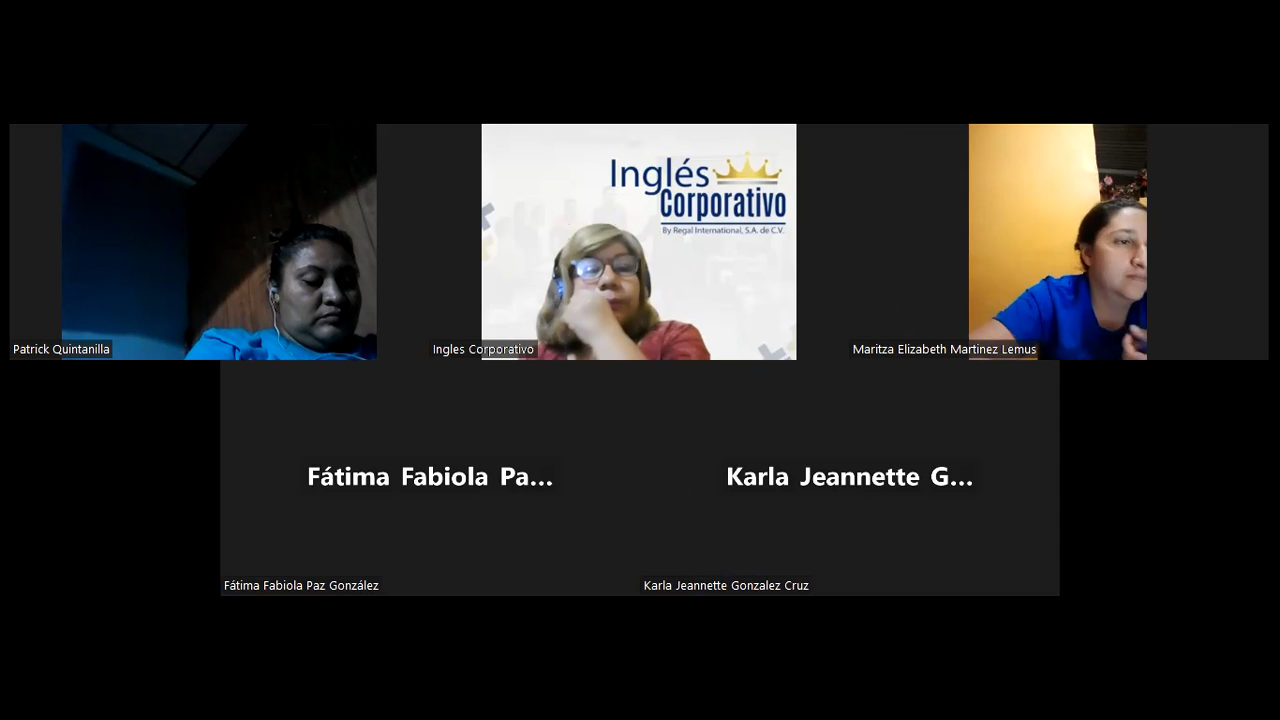 Inglés
Corporativo
By Regal International, S.A. de C.V.
Patrick Quintanilla
Ingles Corporativo
Maritza Elizabeth Martinez Lemus
Fátima Fabiola Pa...
Karla Jeannette G...
Fátima Fabiola Paz González
Karla Jeannette Gonzalez Cruz